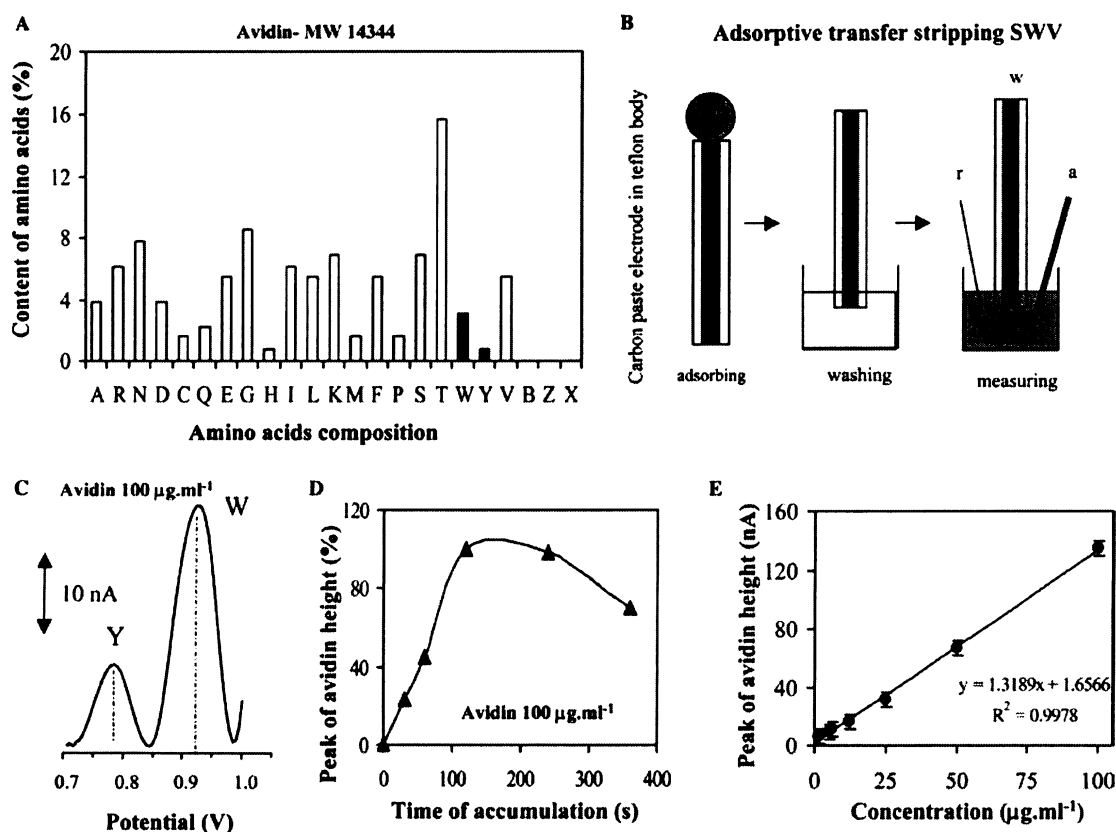 A
Avidin- MW 14344
Content of amino acids (%)
20
16
12
8
4
0
A R N D C Q E G H I L K M F P S T W Y V B Z X
Amino acids composition
B
Adsorptive transfer stripping SWV
Carbon paste electrode in teflon body
w
r
a
adsorbing
washing
measuring
C
Avidin 100 µg.ml⁻¹
W
10 nA
Y
0.7 0.8 0.9 1.0
Potential (V)
D
Peak of avidin height (%)
120
80
40
0
Avidin 100 µg.ml⁻¹
0 100 200 300 400
Time of accumulation (s)
E
Peak of avidin height (nA)
160
120
80
40
0
y = 1.3189x + 1.6566
R² = 0.9978
0 25 50 75 100
Concentration (µg.ml⁻¹)